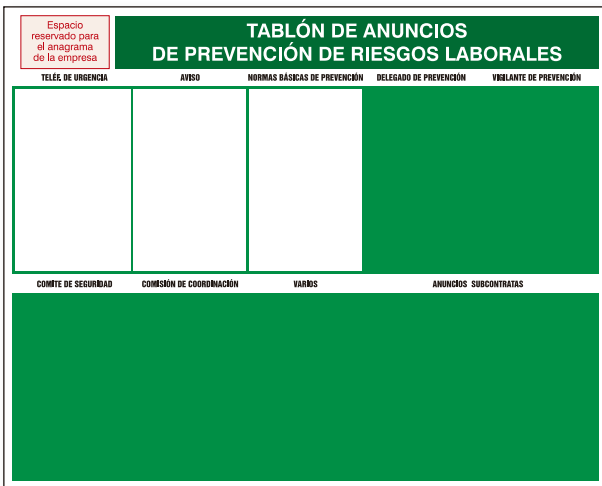 Espacio
reservado para
el anagrama
de la empresa
TABLÓN DE ANUNCIOS
DE PREVENCIÓN DE RIESGOS LABORALES
TELÉF. DE URGENCIA AVISO NORMAS BÁSICAS DE PREVENCIÓN DELEGADO DE PREVENCIÓN VIGILANTE DE PREVENCIÓN
COMITE DE SEGURIDAD COMISIÓN DE COORDINACIÓN VARIOS ANUNCIOS SUBCONTRATAS